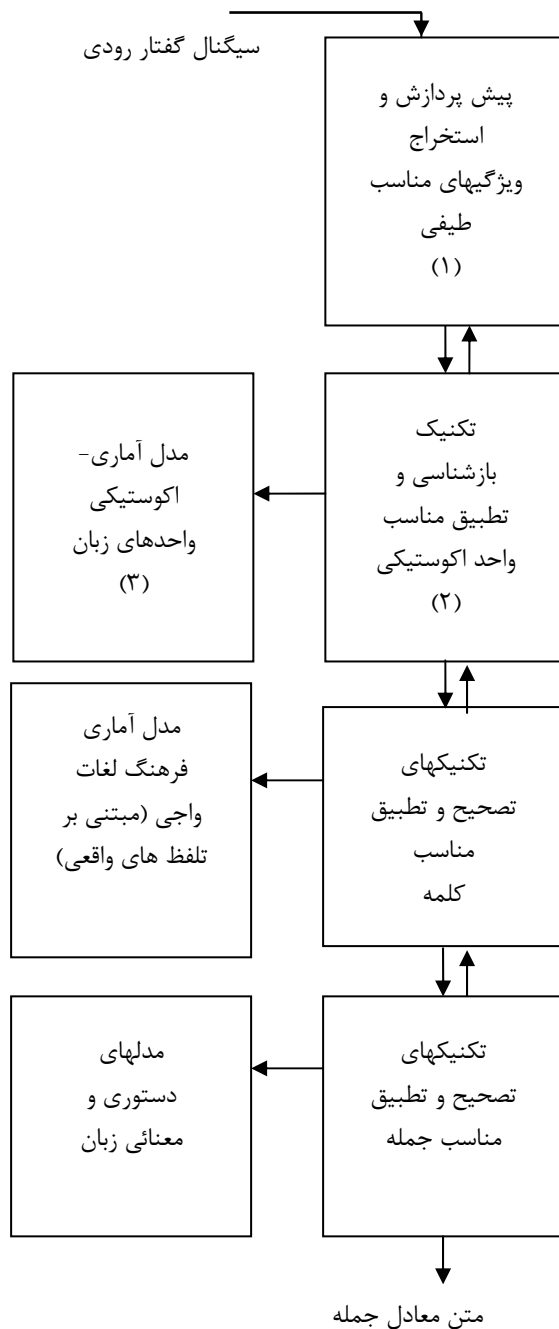 سیگنال گفتار رودی
پیش پردازش و
استخراج
ویژگیهای مناسب
طیفی
(۱)
تکنیک
بازشناسی و
تطبیق مناسب
واحد اکوستیکی
(۲)
مدل آماری-
اکوستیکی
واحدهای زبان
(۳)
تکنیکهای
تصحیح و تطبیق
مناسب
کلمه
مدل آماری
فرهنگ لغات
واجی (مبتنی بر
تلفظ های واقعی)
تکنیکهای
تصحیح و تطبیق
مناسب جمله
مدلهای
دستوری و
معنائی زبان
متن معادل جمله